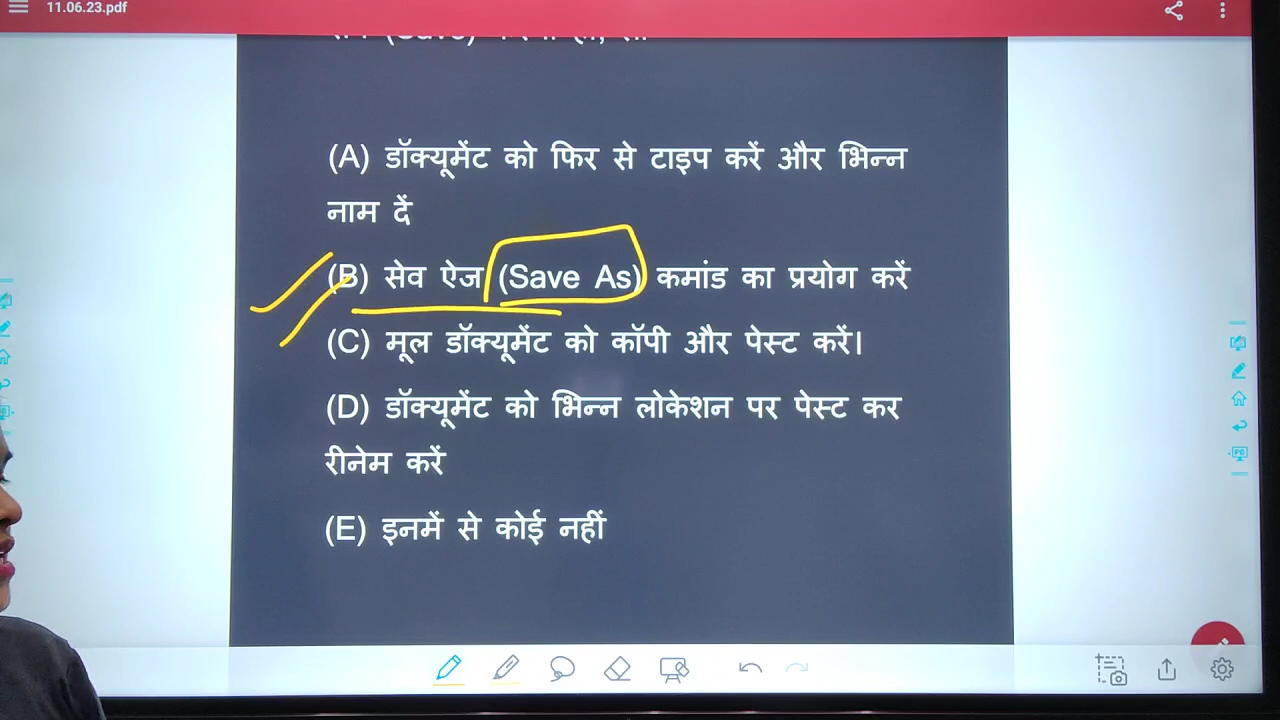 11.06.23.pdf
(A) डॉक्यूमेंट को फिर से टाइप करें और भिन्न
नाम दें
(B) सेव ऐज (Save As) कमांड का प्रयोग करें
(C) मूल डॉक्यूमेंट को कॉपी और पेस्ट करें।
(D) डॉक्यूमेंट को भिन्न लोकेशन पर पेस्ट कर
रीनेम करें
(E) इनमें से कोई नहीं